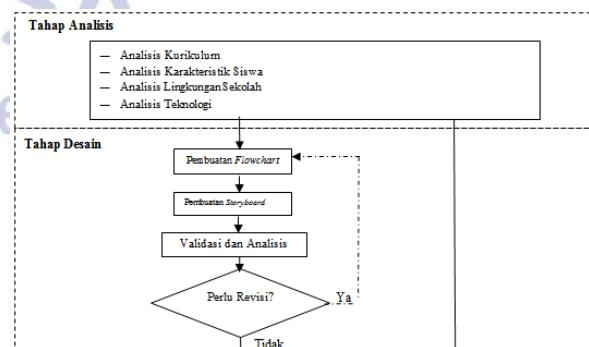 Tahap Analisis
— Analisis Kurikulum
— Analisis Karakteristik Siswa
— Analisis LingkunganSekolah
— Analisis Teknologi
Tahap Desain
Pembuatan Flowchart
Pembuatan Storyboard
Validasi dan Analisis
Perlu Revisi?
Ya
Tidak